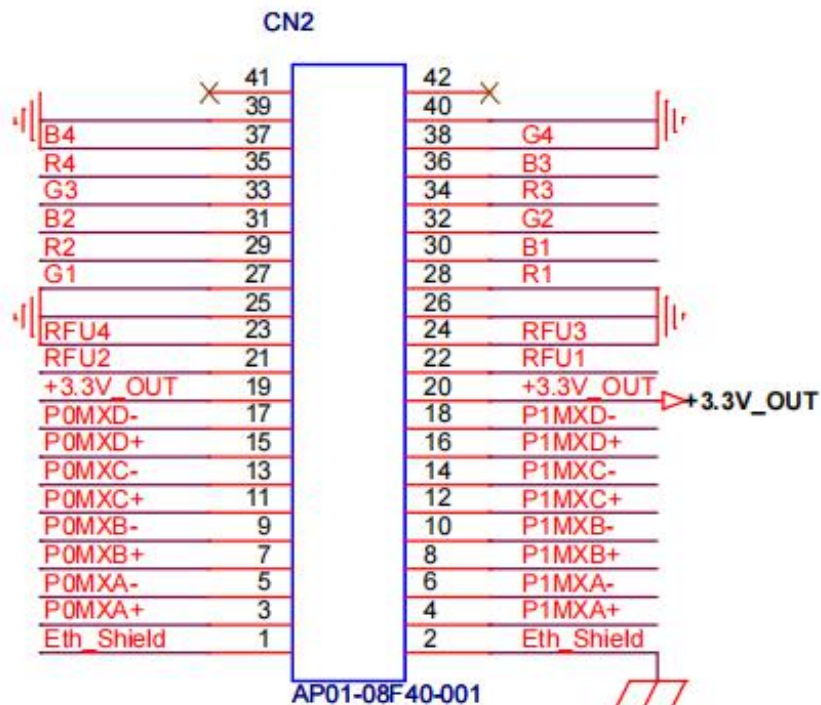 CN2
41 42
39 40
B4 37 38 G4
R4 35 36 B3
G3 33 34 R3
B2 31 32 G2
R2 29 30 B1
G1 27 28 R1
25 26
RFU4 23 24 RFU3
RFU2 21 22 RFU1
+3.3V_OUT 19 20 +3.3V_OUT +3.3V_OUT
P0MXD- 17 18 P1MXD-
P0MXD+ 15 16 P1MXD+
P0MXC- 13 14 P1MXC-
P0MXC+ 11 12 P1MXC+
P0MXB- 9 10 P1MXB-
P0MXB+ 7 8 P1MXB+
P0MXA- 5 6 P1MXA-
P0MXA+ 3 4 P1MXA+
Eth_Shield 1 2 Eth_Shield
AP01-08F40-001